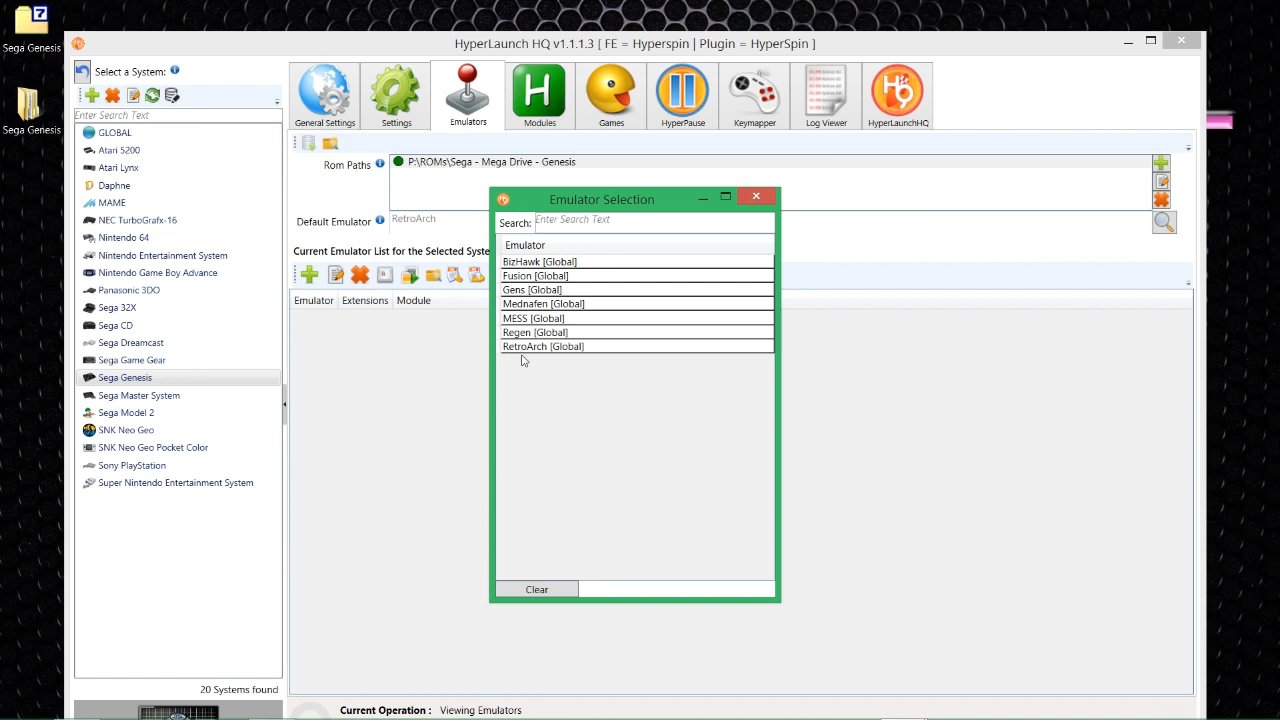 7
Sega Genesis
Sega Genesis
HyperLaunch HQ v1.1.1.3 [ FE = Hyperspin | Plugin = HyperSpin ]
Select a System:
Enter Search Text
GLOBAL
Atari 5200
Atari Lynx
Daphne
MAME
NEC TurboGrafx-16
Nintendo 64
Nintendo Entertainment System
Nintendo Game Boy Advance
Panasonic 3DO
Sega 32X
Sega CD
Sega Dreamcast
Sega Game Gear
Sega Genesis
Sega Master System
Sega Model 2
SNK Neo Geo
SNK Neo Geo Pocket Color
Sony PlayStation
Super Nintendo Entertainment System
20 Systems found
General Settings
Settings
Emulators
H
Modules
Games
HyperPause
Keymapper
Log Viewer
HyperLaunchHQ
Rom Paths
P:\ROMs\Sega - Mega Drive - Genesis
Default Emulator
RetroArch
Current Emulator List for the Selected Syste
Emulator Extensions Module
Emulator Selection
Search: Enter Search Text
Emulator
BizHawk [Global]
Fusion [Global]
Gens [Global]
Mednafen [Global]
MESS [Global]
Regen [Global]
RetroArch [Global]
Clear
Current Operation : Viewing Emulators